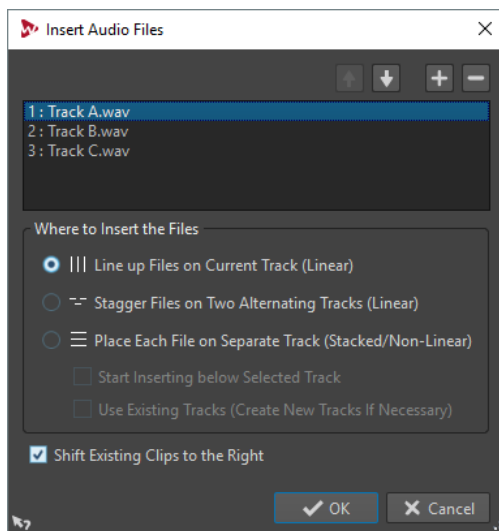 Insert Audio Files
1 : Track A.wav
2 : Track B.wav
3 : Track C.wav
Where to Insert the Files
Line up Files on Current Track (Linear)
Stagger Files on Two Alternating Tracks (Linear)
Place Each File on Separate Track (Stacked/Non-Linear)
Start Inserting below Selected Track
Use Existing Tracks (Create New Tracks If Necessary)
Shift Existing Clips to the Right
OK Cancel